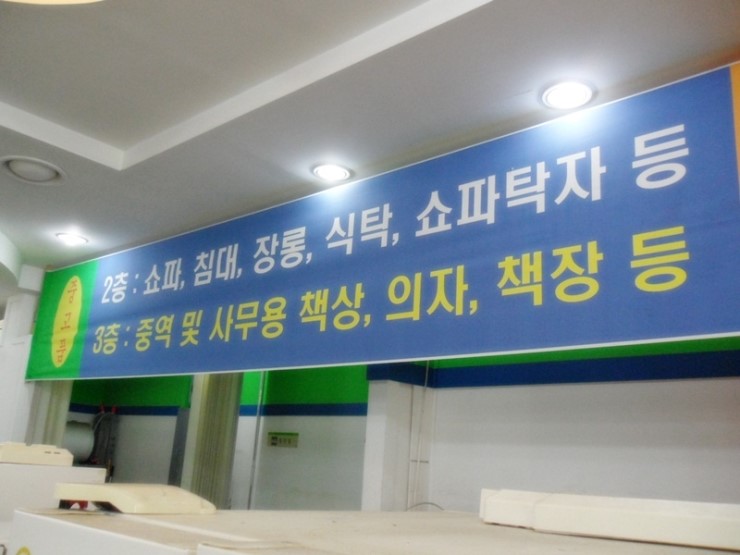 2층 : 쇼파, 침대, 장롱, 식탁, 쇼파탁자 등
3층 : 중역 및 사무용 책상, 의자, 책장 등